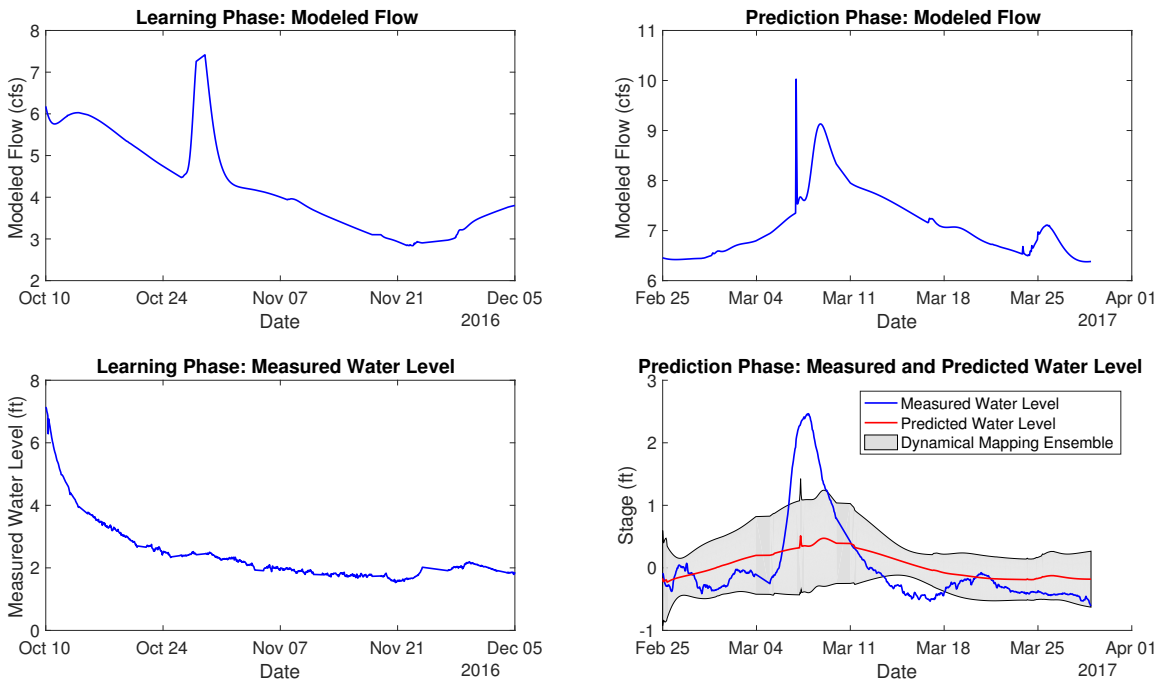 Learning Phase: Modeled Flow
Modeled Flow (cfs)
8
7
6
5
4
3
2
Oct 10
Oct 24
Nov 07
Nov 21
Dec 05
Date
2016
Prediction Phase: Modeled Flow
Modeled Flow (cfs)
11
10
9
8
7
6
Feb 25
Mar 04
Mar 11
Mar 18
Mar 25
Apr 01
Date
2017
Learning Phase: Measured Water Level
Measured Water Level (ft)
8
6
4
2
0
Oct 10
Oct 24
Nov 07
Nov 21
Dec 05
Date
2016
Prediction Phase: Measured and Predicted Water Level
Stage (ft)
3
2
1
0
-1
Measured Water Level
Predicted Water Level
Dynamical Mapping Ensemble
Feb 25
Mar 04
Mar 11
Mar 18
Mar 25
Apr 01
Date
2017